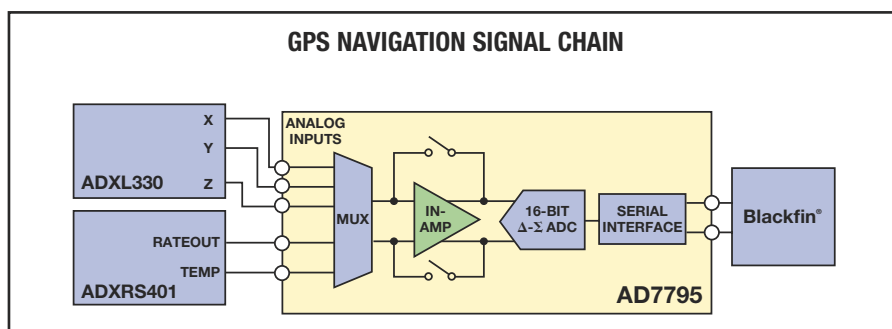 GPS NAVIGATION SIGNAL CHAIN
X
Y
Z
ADXL330
RATEOUT
TEMP
ADXRS401
ANALOG
INPUTS
MUX
IN-
AMP
16-BIT
Δ-Σ ADC
SERIAL
INTERFACE
AD7795
Blackfin®